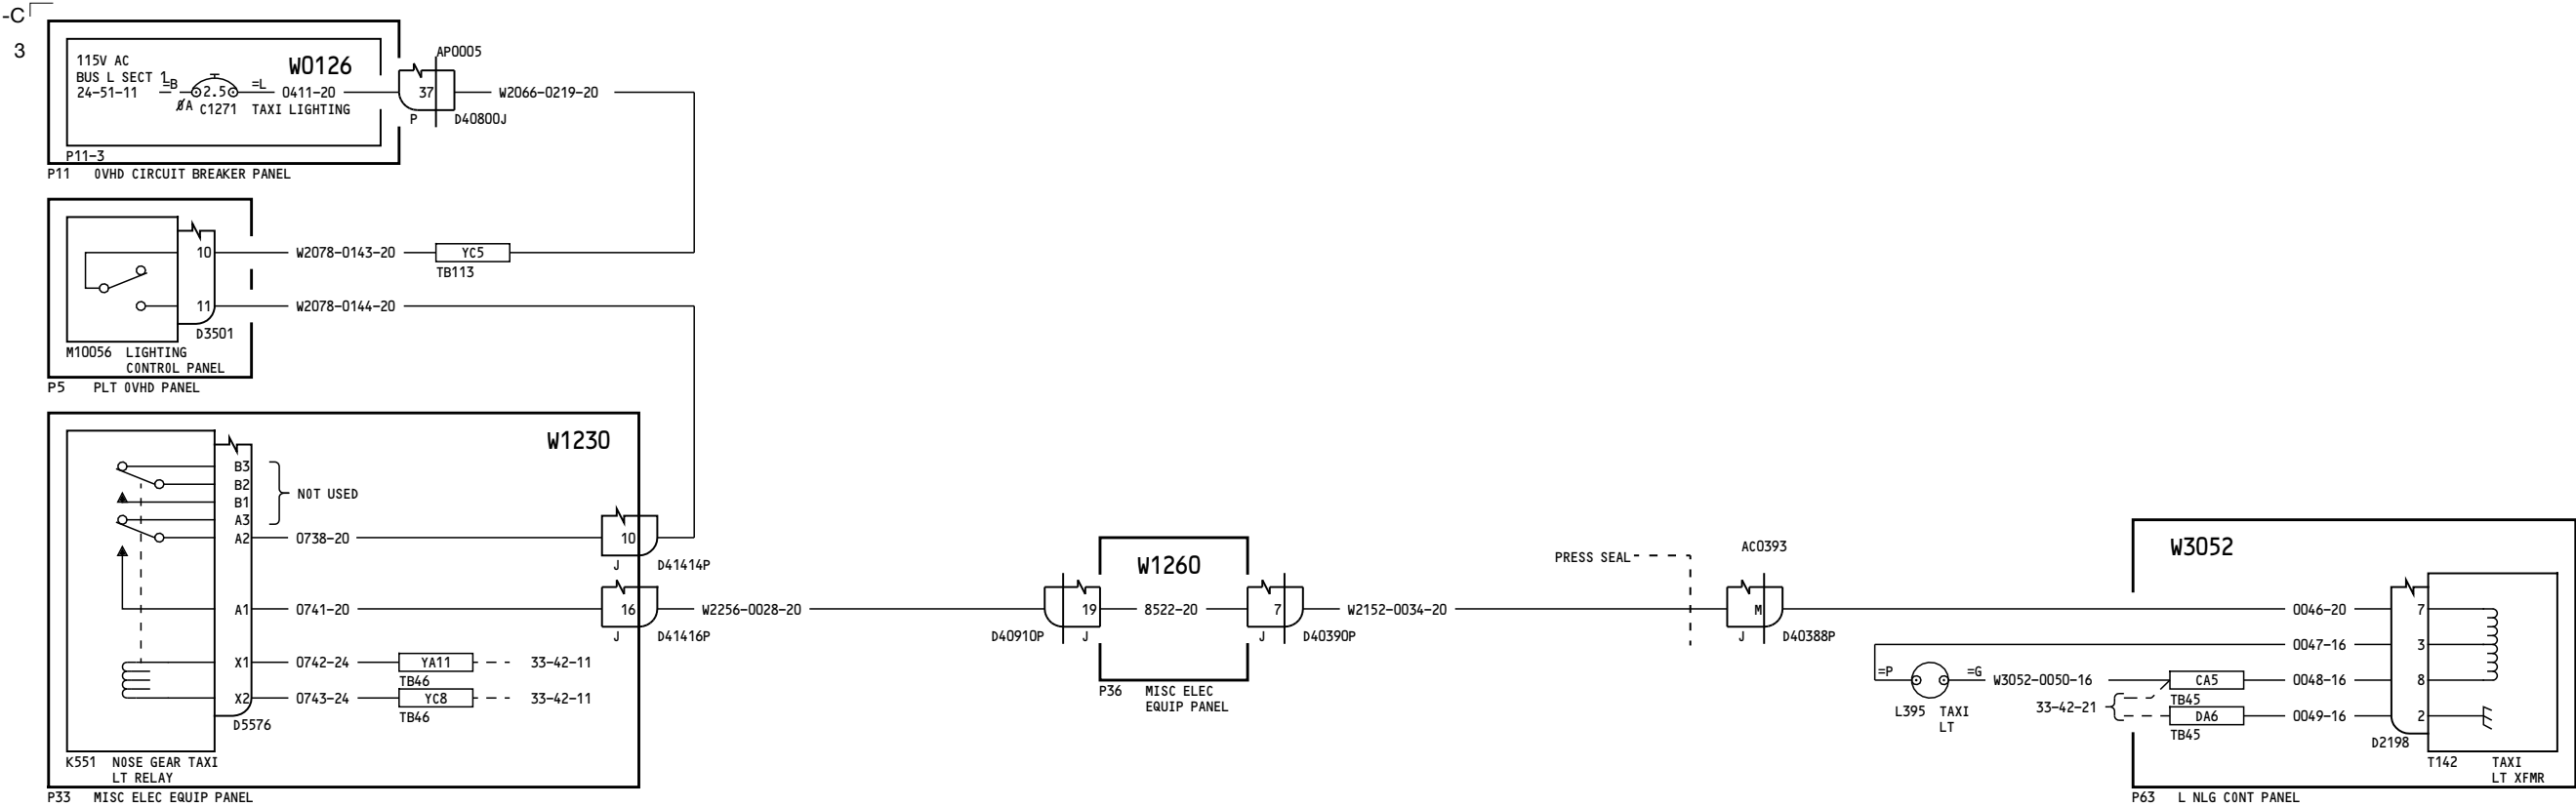 -C
3
115V AC
BUS L SECT 1
24-51-11
=B
ØA
2.5
C1271
=L
0411-20
TAXI LIGHTING
W0126
P11-3
P11 OVHD CIRCUIT BREAKER PANEL
AP0005
37
P
D40800J
W2066-0219-20
10
W2078-0143-20
YC5
TB113
11
W2078-0144-20
D3501
M10056 LIGHTING
CONTROL PANEL
P5 PLT OVHD PANEL
W1230
B3
B2
B1
A3
NOT USED
A2
0738-20
10
J
D41414P
A1
0741-20
16
J
D41416P
W2256-0028-20
X1
0742-24
YA11
TB46
33-42-11
X2
0743-24
YC8
TB46
33-42-11
D5576
K551 NOSE GEAR TAXI
LT RELAY
P33 MISC ELEC EQUIP PANEL
D40910P
19
J
W1260
8522-20
7
J
D40390P
P36 MISC ELEC
EQUIP PANEL
W2152-0034-20
PRESS SEAL
AC0393
M
J
D40388P
W3052
0046-20
7
0047-16
3
=P
=G
W3052-0050-16
CA5
TB45
0048-16
8
L395 TAXI
LT
33-42-21
DA6
TB45
0049-16
2
D2198
T142 TAXI
LT XFMR
P63 L NLG CONT PANEL